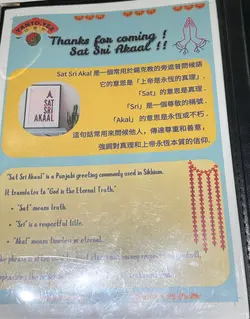 TANTO.TEA
Thanks for coming !
Sat Sri Akaal !!
Sat Sri Akal 是一個常用於錫克教的旁遮普問候語
它的意思是「上帝是永恆的真理」.
「Sat」的意思是真理.
「Sri」是一個尊敬的稱號.
「Akal」的意思是永恆或不朽.
這句話常用來問候他人，傳達尊重和善意，
強調對真理和上帝永恆本質的信仰.
SAT
SRI
AKAAL
"Sat Sri Akaal" is a Punjabi greeting commonly used in Sikhism.
It translates to "God is the Eternal Truth."
- "Sat" means truth.
- "Sri" is a respectful title.
- "Akal" means timeless or eternal.